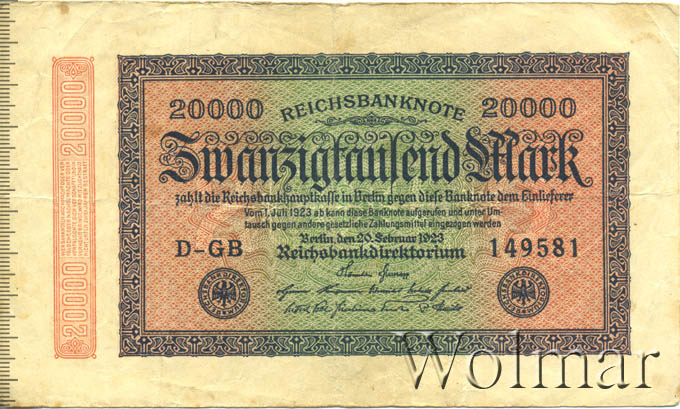 20000 REICHSBANKNOTE 20000
Zwanzigtausend Mark
zahlt die Reichsbankhauptkasse in Berlin gegen diese Banknote dem Einlieferer
Vom 1. Juli 1923 ab kann diese Banknote aufgerufen und unter Um-
tausch gegen andere gesetzliche Zahlungsmittel eingezogen werden
Berlin, den 20. Februar 1923
D-GB Reichsbankdirektorium 149581
20000
20000
Wolmar